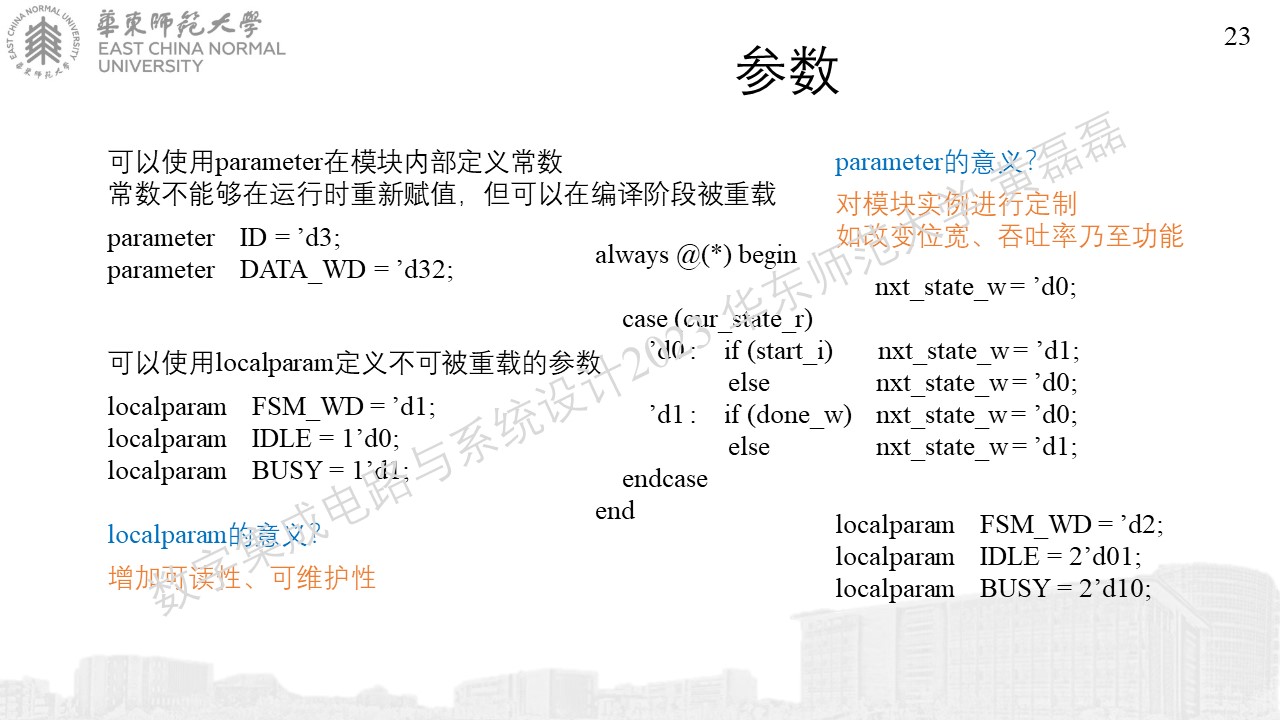 華東師範大學
EAST CHINA NORMAL
UNIVERSITY
EAST CHINA NORMAL UNIVERSITY
華東师范大学
23
参数
可以使用parameter在模块内部定义常数
常数不能够在运行时重新赋值，但可以在编译阶段被重载
parameter ID = ’d3;
parameter DATA_WD = ’d32;
可以使用localparam定义不可被重载的参数
localparam FSM_WD = ’d1;
localparam IDLE = 1’d0;
localparam BUSY = 1’d1;
localparam的意义？
增加可读性、可维护性
always @(*) begin
nxt_state_w = ’d0;
case (cur_state_r)
’d0 : if (start_i) nxt_state_w = ’d1;
else nxt_state_w = ’d0;
’d1 : if (done_w) nxt_state_w = ’d0;
else nxt_state_w = ’d1;
endcase
end
parameter的意义？
对模块实例进行定制
如改变位宽、吞吐率乃至功能
localparam FSM_WD = ’d2;
localparam IDLE = 2’d01;
localparam BUSY = 2’d10;
数字集成电路与系统设计2023 华东师范大学 黄磊磊